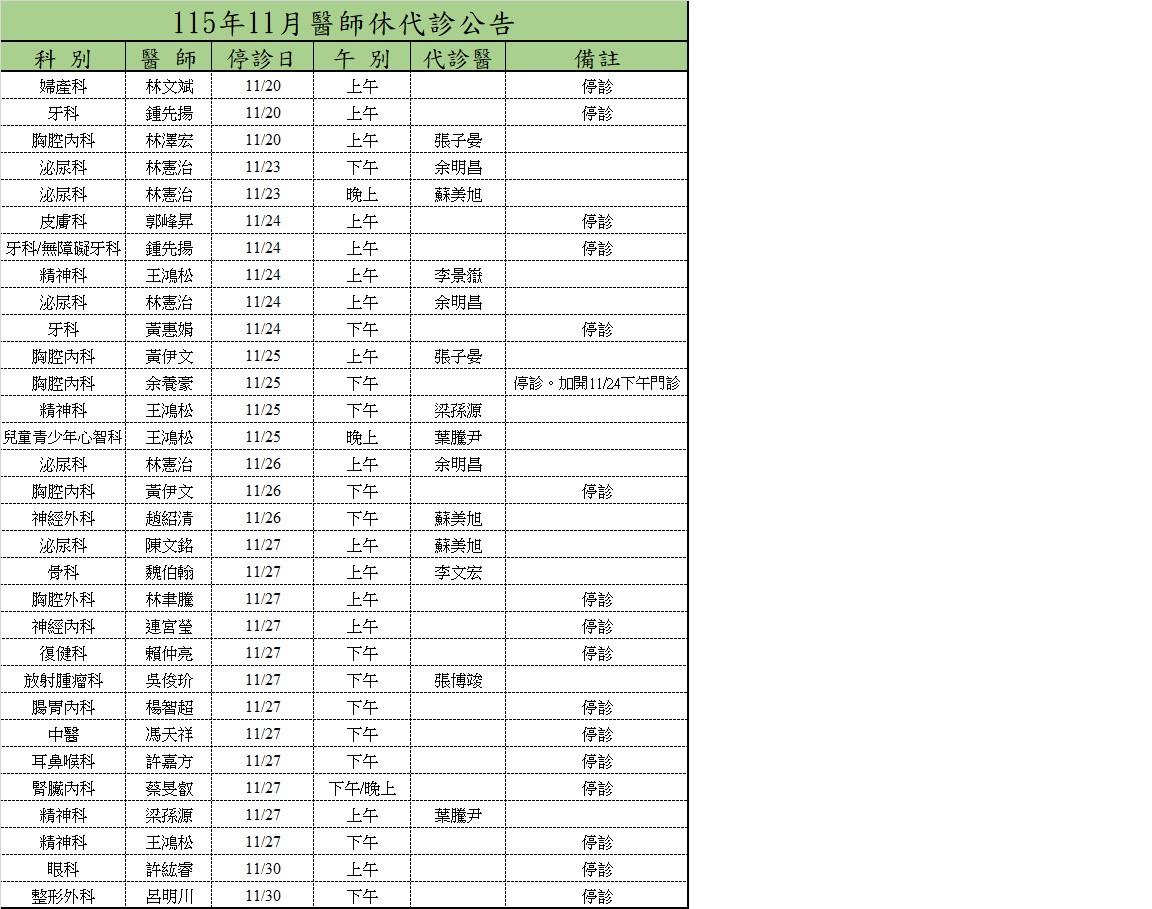 115年11月醫師休代診公告
科 別 醫 師 停診日 午 別 代診醫 備註
婦產科 林文斌 11/20 上午 停診
牙科 鍾先揚 11/20 上午 停診
胸腔內科 林澤宏 11/20 上午 張子晏
泌尿科 林憲治 11/23 下午 余明昌
泌尿科 林憲治 11/23 晚上 蘇美旭
皮膚科 郭峰昇 11/24 上午 停診
牙科/無障礙牙科 鍾先揚 11/24 上午 停診
精神科 王鴻松 11/24 上午 李景嶽
泌尿科 林憲治 11/24 上午 余明昌
牙科 黃惠娟 11/24 下午 停診
胸腔內科 黃伊文 11/25 上午 張子晏
胸腔內科 余養豪 11/25 下午 停診。加開11/24下午門診
精神科 王鴻松 11/25 下午 梁孫源
兒童青少年心智科 王鴻松 11/25 晚上 葉騰尹
泌尿科 林憲治 11/26 上午 余明昌
胸腔內科 黃伊文 11/26 下午 停診
神經外科 趙紹清 11/26 下午 蘇美旭
泌尿科 陳文銘 11/27 上午 蘇美旭
骨科 魏伯翰 11/27 上午 李文宏
胸腔外科 林聿騰 11/27 上午 停診
神經內科 連宮瑩 11/27 上午 停診
復健科 賴仲亮 11/27 下午 停診
放射腫瘤科 吳俊玠 11/27 下午 張博竣
腸胃內科 楊智超 11/27 下午 停診
中醫 馮天祥 11/27 下午 停診
耳鼻喉科 許嘉方 11/27 下午 停診
腎臟內科 蔡旻叡 11/27 下午/晚上 停診
精神科 梁孫源 11/27 上午 葉騰尹
精神科 王鴻松 11/27 下午 停診
眼科 許紘睿 11/30 上午 停診
整形外科 呂明川 11/30 下午 停診